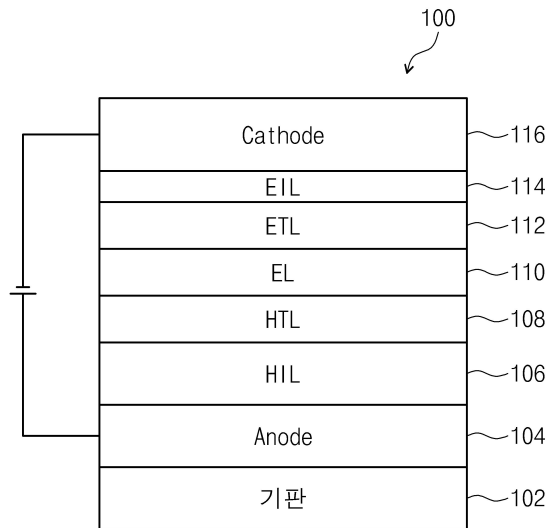 100
Cathode 116
EIL 114
ETL 112
EL 110
HTL 108
HIL 106
Anode 104
기판 102